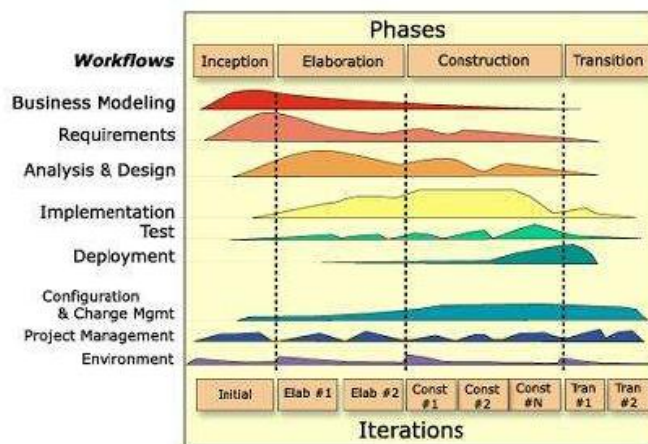 Phases
Workflows Inception Elaboration Construction Transition
Business Modeling
Requirements
Analysis & Design
Implementation
Test
Deployment
Configuration
& Change Mgmt
Project Management
Environment
Initial Elab #1 Elab #2 Const #1 Const #2 Const #N Tran #1 Tran #2
Iterations